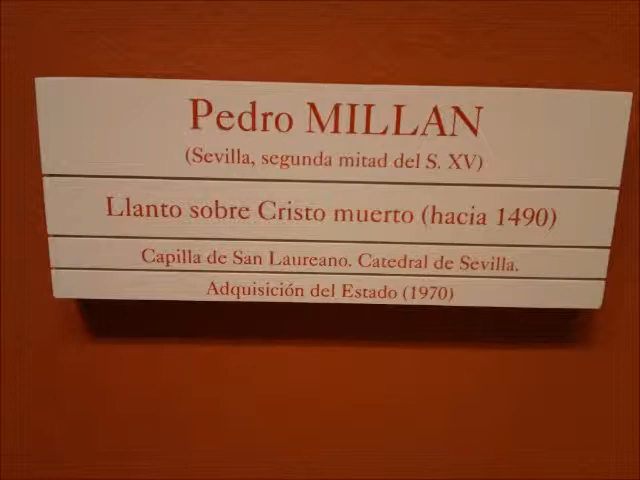 Pedro MILLAN
(Sevilla, segunda mitad del S. XV)
Llanto sobre Cristo muerto (hacia 1490)
Capilla de San Laureano. Catedral de Sevilla.
Adquisición del Estado (1970)